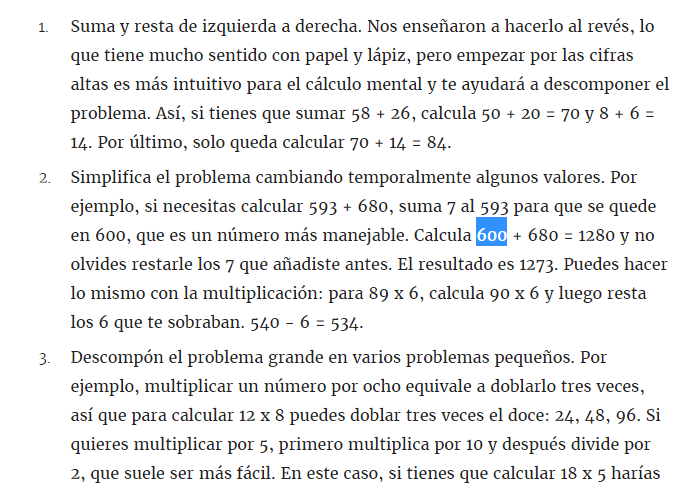 1. Suma y resta de izquierda a derecha. Nos enseñaron a hacerlo al revés, lo
que tiene mucho sentido con papel y lápiz, pero empezar por las cifras
altas es más intuitivo para el cálculo mental y te ayudará a descomponer el
problema. Así, si tienes que sumar 58 + 26, calcula 50 + 20 = 70 y 8 + 6 =
14. Por último, solo queda calcular 70 + 14 = 84.
2. Simplifica el problema cambiando temporalmente algunos valores. Por
ejemplo, si necesitas calcular 593 + 680, suma 7 al 593 para que se quede
en 600, que es un número más manejable. Calcula 600 + 680 = 1280 y no
olvides restarle los 7 que añadiste antes. El resultado es 1273. Puedes hacer
lo mismo con la multiplicación: para 89 x 6, calcula 90 x 6 y luego resta
los 6 que te sobraban. 540 - 6 = 534.
3. Descompón el problema grande en varios problemas pequeños. Por
ejemplo, multiplicar un número por ocho equivale a doblarlo tres veces,
así que para calcular 12 x 8 puedes doblar tres veces el doce: 24, 48, 96. Si
quieres multiplicar por 5, primero multiplica por 10 y después divide por
2, que suele ser más fácil. En este caso, si tienes que calcular 18 x 5 harías